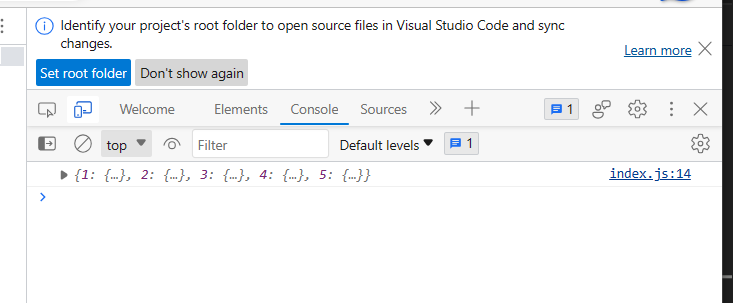 Identify your project's root folder to open source files in Visual Studio Code and sync
changes.
Learn more
Set root folder Don't show again
Welcome Elements Console Sources 1
top Filter Default levels 1
{1: {…}, 2: {…}, 3: {…}, 4: {…}, 5: {…}} index.js:14